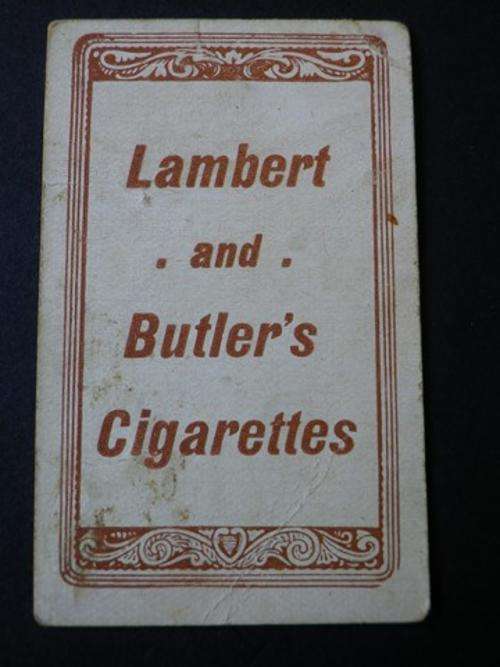 Lambert
. and .
Butler's
Cigarettes